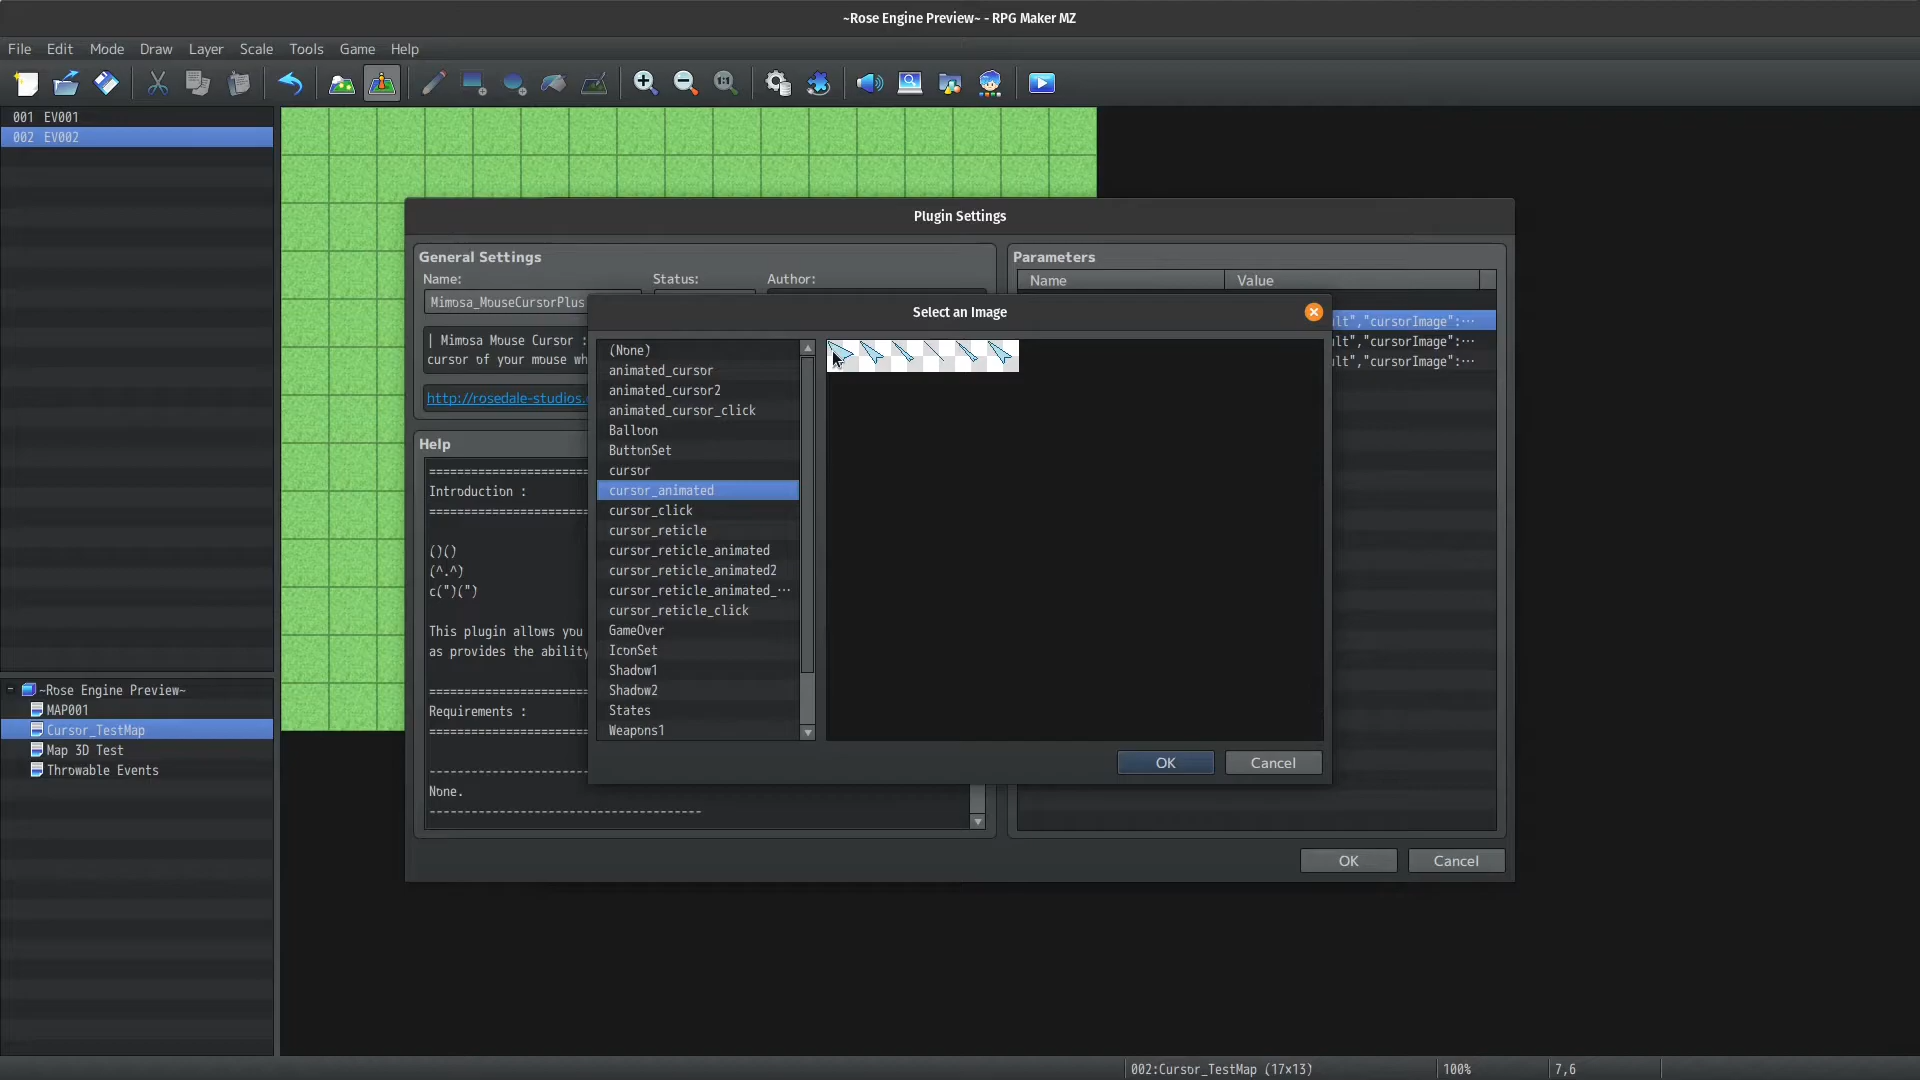 ~Rose Engine Preview~ - RPG Maker MZ
File Edit Mode Draw Layer Scale Tools Game Help
1:1
001 EV001
002 EV002
Plugin Settings
General Settings
Name: Status: Author:
Mimosa_MouseCursorPlus
| Mimosa Mouse Cursor :
cursor of your mouse wh
http://rosedale-studios.
Help
===========================
Introduction :
===========================
()()
(^.^)
c(")(")
This plugin allows you
as provides the ability
===========================
Requirements :
===========================
---------------------------
None.
---------------------------------------
Parameters
Name Value
lt","cursorImage":…
lt","cursorImage":…
lt","cursorImage":…
Select an Image
(None)
animated_cursor
animated_cursor2
animated_cursor_click
Balloon
ButtonSet
cursor
cursor_animated
cursor_click
cursor_reticle
cursor_reticle_animated
cursor_reticle_animated2
cursor_reticle_animated_…
cursor_reticle_click
GameOver
IconSet
Shadow1
Shadow2
States
Weapons1
OK Cancel
OK Cancel
~Rose Engine Preview~
MAP001
Cursor_TestMap
Map 3D Test
Throwable Events
002:Cursor_TestMap (17×13) 100% 7,6